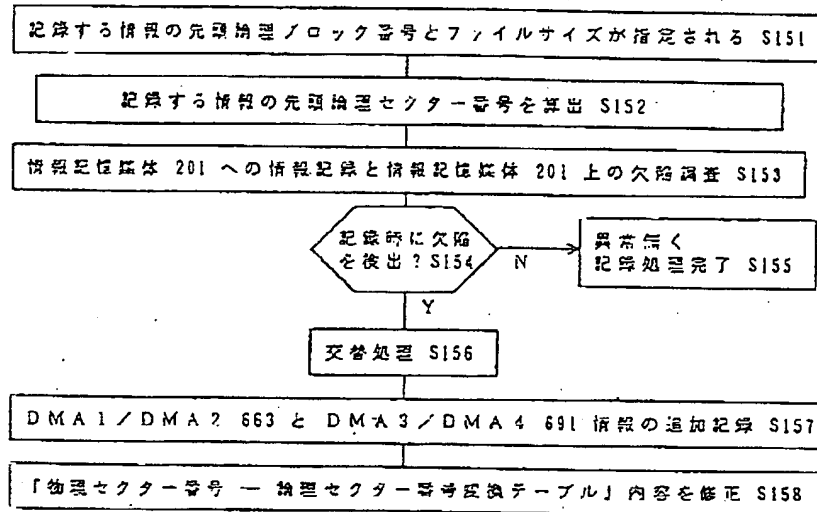 記録する情報の先頭論理ブロック番号とファイルサイズが指定される S151
記録する情報の先頭論理セクター番号を算出 S152
情報記憶媒体 201 への情報記録と情報記憶媒体 201 上の欠陥調査 S153
記録時に欠陥
を検出?S154
N
異常無く
記録処理完了 S155
Y
交替処理 S156
DMA1/DMA2 663 と DMA3/DMA4 691 情報の追加記録 S157
『物理セクター番号 ― 論理セクター番号変換テーブル』内容を修正 S158